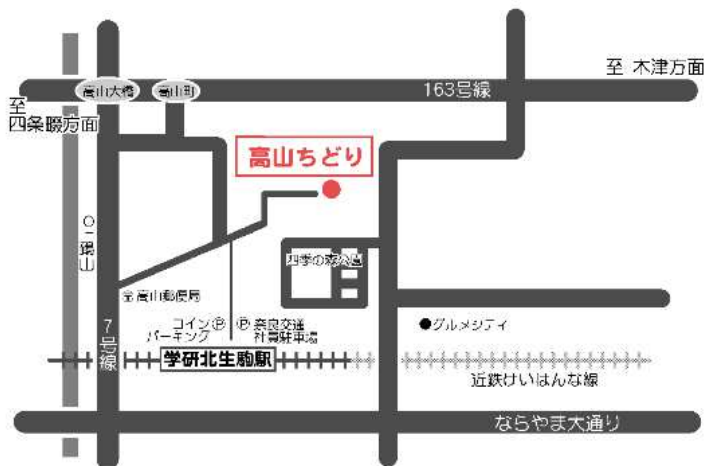 至 木津方面
163号線
高山大橋
高山町
至
四条畷方面
高山ちどり
四季の森公園
高山郵便局
7号線
コイン Ⓟ
パーキング
Ⓟ 奈良交通
社員駐車場
●グルメシティ
学研北生駒駅
近鉄けいはんな線
ならやま大通り